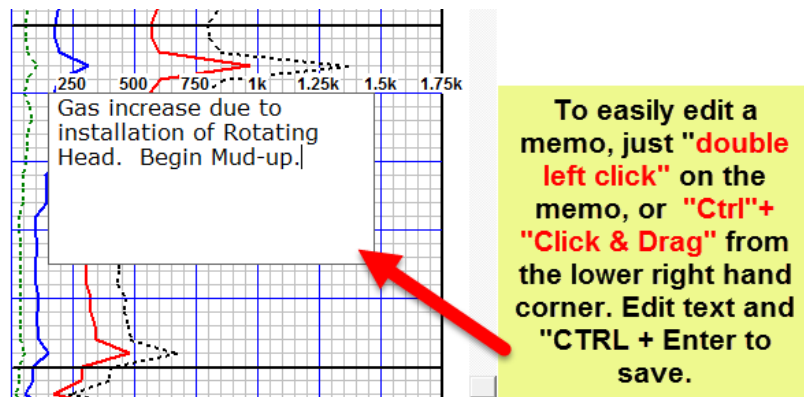 250 500 750 1k 1.25k 1.5k 1.75k
Gas increase due to
installation of Rotating
Head.  Begin Mud-up.
To easily edit a
memo, just "double
left click" on the
memo, or  "Ctrl"+
"Click & Drag" from
the lower right hand
corner. Edit text and
"CTRL + Enter to
save.